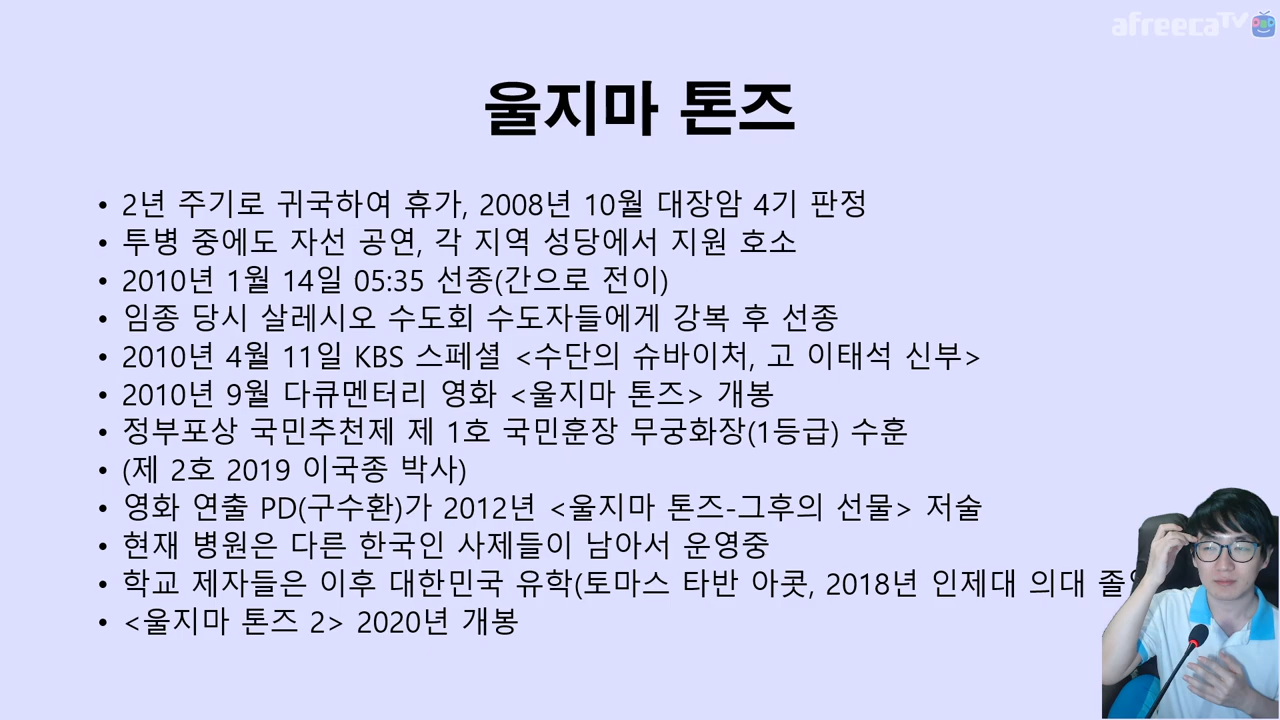 afreecaTV
울지마 톤즈
• 2년 주기로 귀국하여 휴가, 2008년 10월 대장암 4기 판정
• 투병 중에도 자선 공연, 각 지역 성당에서 지원 호소
• 2010년 1월 14일 05:35 선종(간으로 전이)
• 임종 당시 살레시오 수도회 수도자들에게 강복 후 선종
• 2010년 4월 11일 KBS 스페셜 <수단의 슈바이처, 고 이태석 신부>
• 2010년 9월 다큐멘터리 영화 <울지마 톤즈> 개봉
• 정부포상 국민추천제 제 1호 국민훈장 무궁화장(1등급) 수훈
• (제 2호 2019 이국종 박사)
• 영화 연출 PD(구수환)가 2012년 <울지마 톤즈-그후의 선물> 저술
• 현재 병원은 다른 한국인 사제들이 남아서 운영중
• 학교 제자들은 이후 대한민국 유학(토마스 타반 아콧, 2018년 인제대 의대
• <울지마 톤즈 2> 2020년 개봉